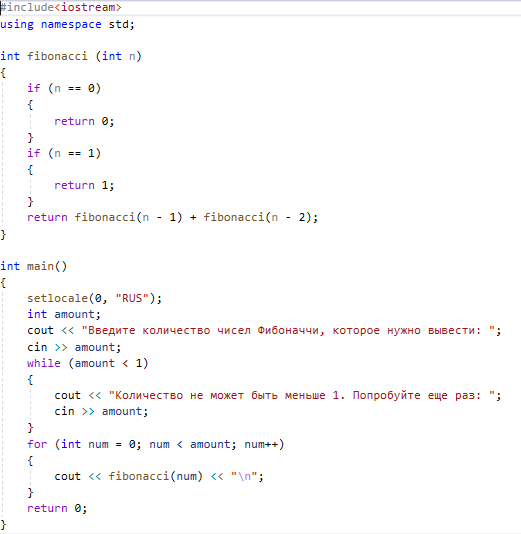 #include<iostream>
using namespace std;

int fibonacci (int n)
{
    if (n == 0)
    {
        return 0;
    }
    if (n == 1)
    {
        return 1;
    }
    return fibonacci(n - 1) + fibonacci(n - 2);
}

int main()
{
    setlocale(0, "RUS");
    int amount;
    cout << "Введите количество чисел Фибоначчи, которое нужно вывести: ";
    cin >> amount;
    while (amount < 1)
    {
        cout << "Количество не может быть меньше 1. Попробуйте еще раз: ";
        cin >> amount;
    }
    for (int num = 0; num < amount; num++)
    {
        cout << fibonacci(num) << "\n";
    }
    return 0;
}